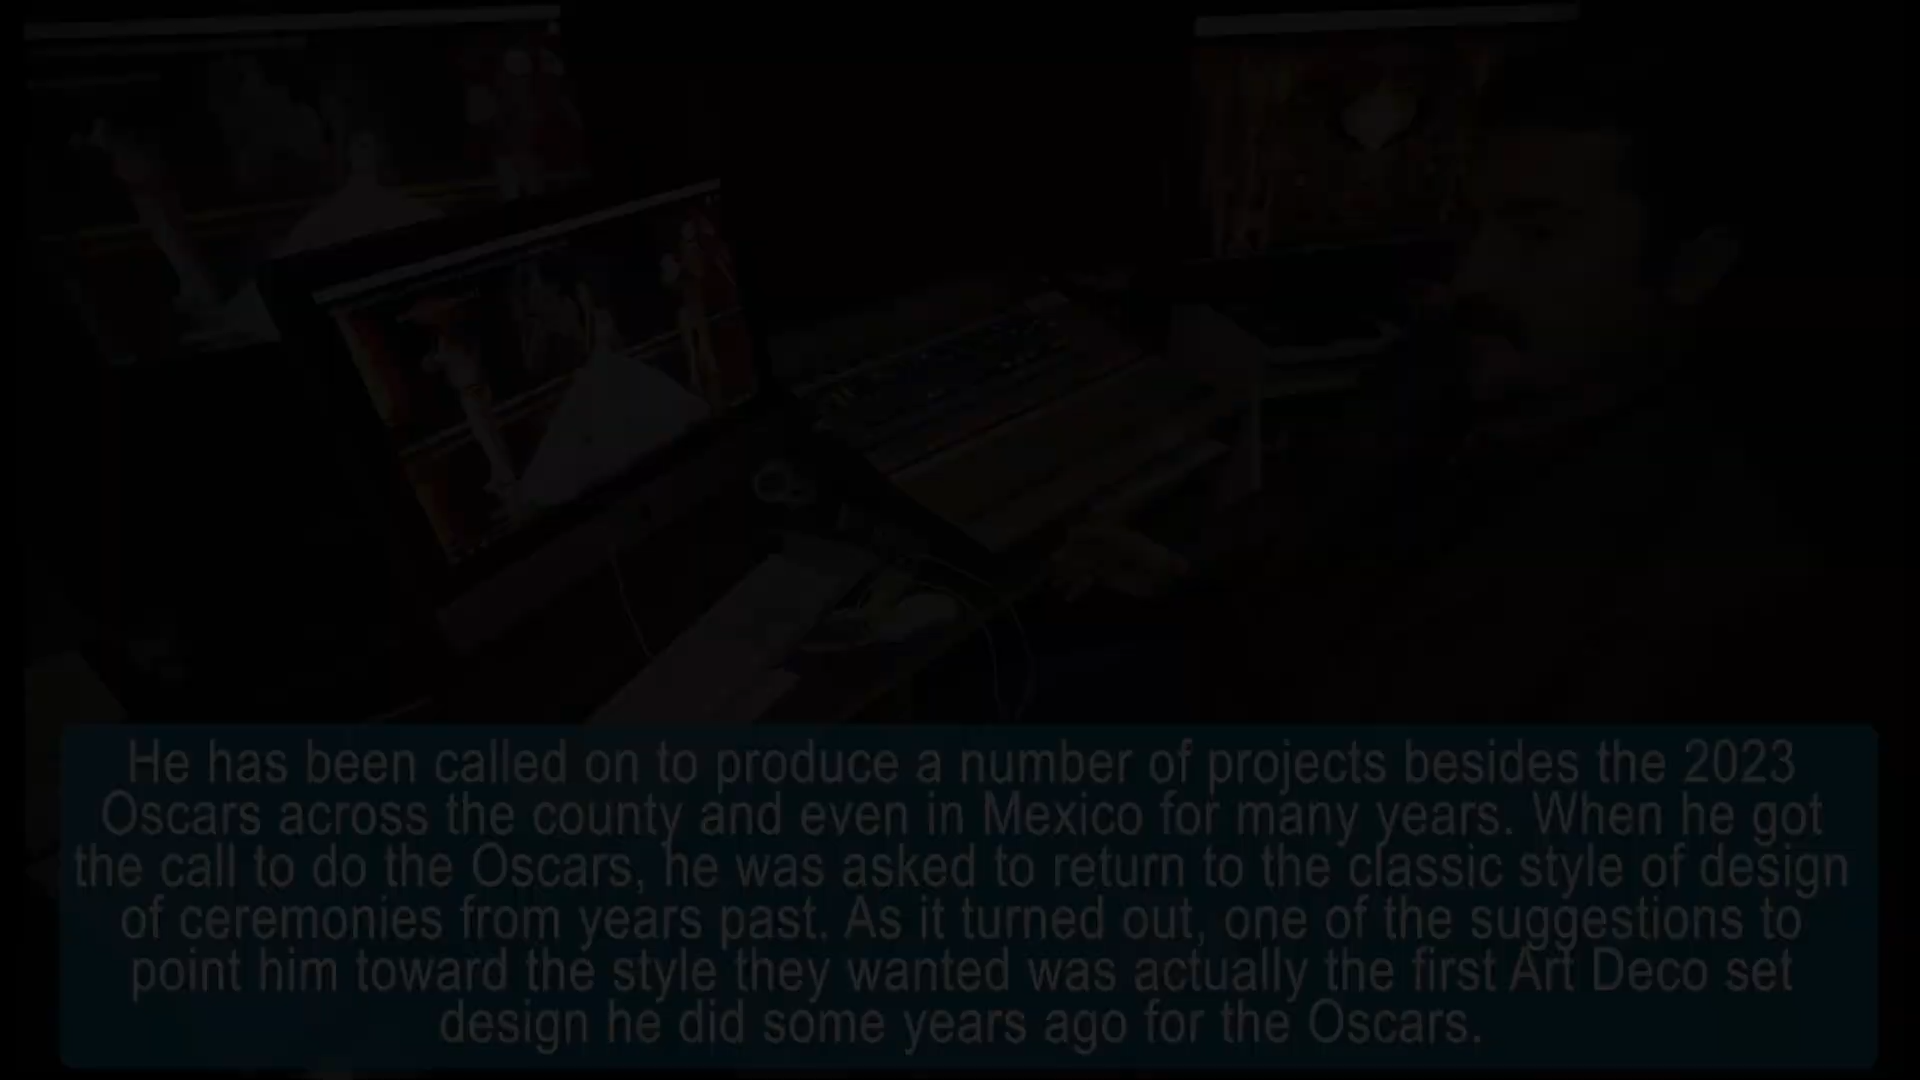 He has been called on to produce a number of projects besides the 2023
Oscars across the county and even in Mexico for many years. When he got
the call to do the Oscars, he was asked to return to the classic style of design
of ceremonies from years past. As it turned out, one of the suggestions to
point him toward the style they wanted was actually the first Art Deco set
design he did some years ago for the Oscars.